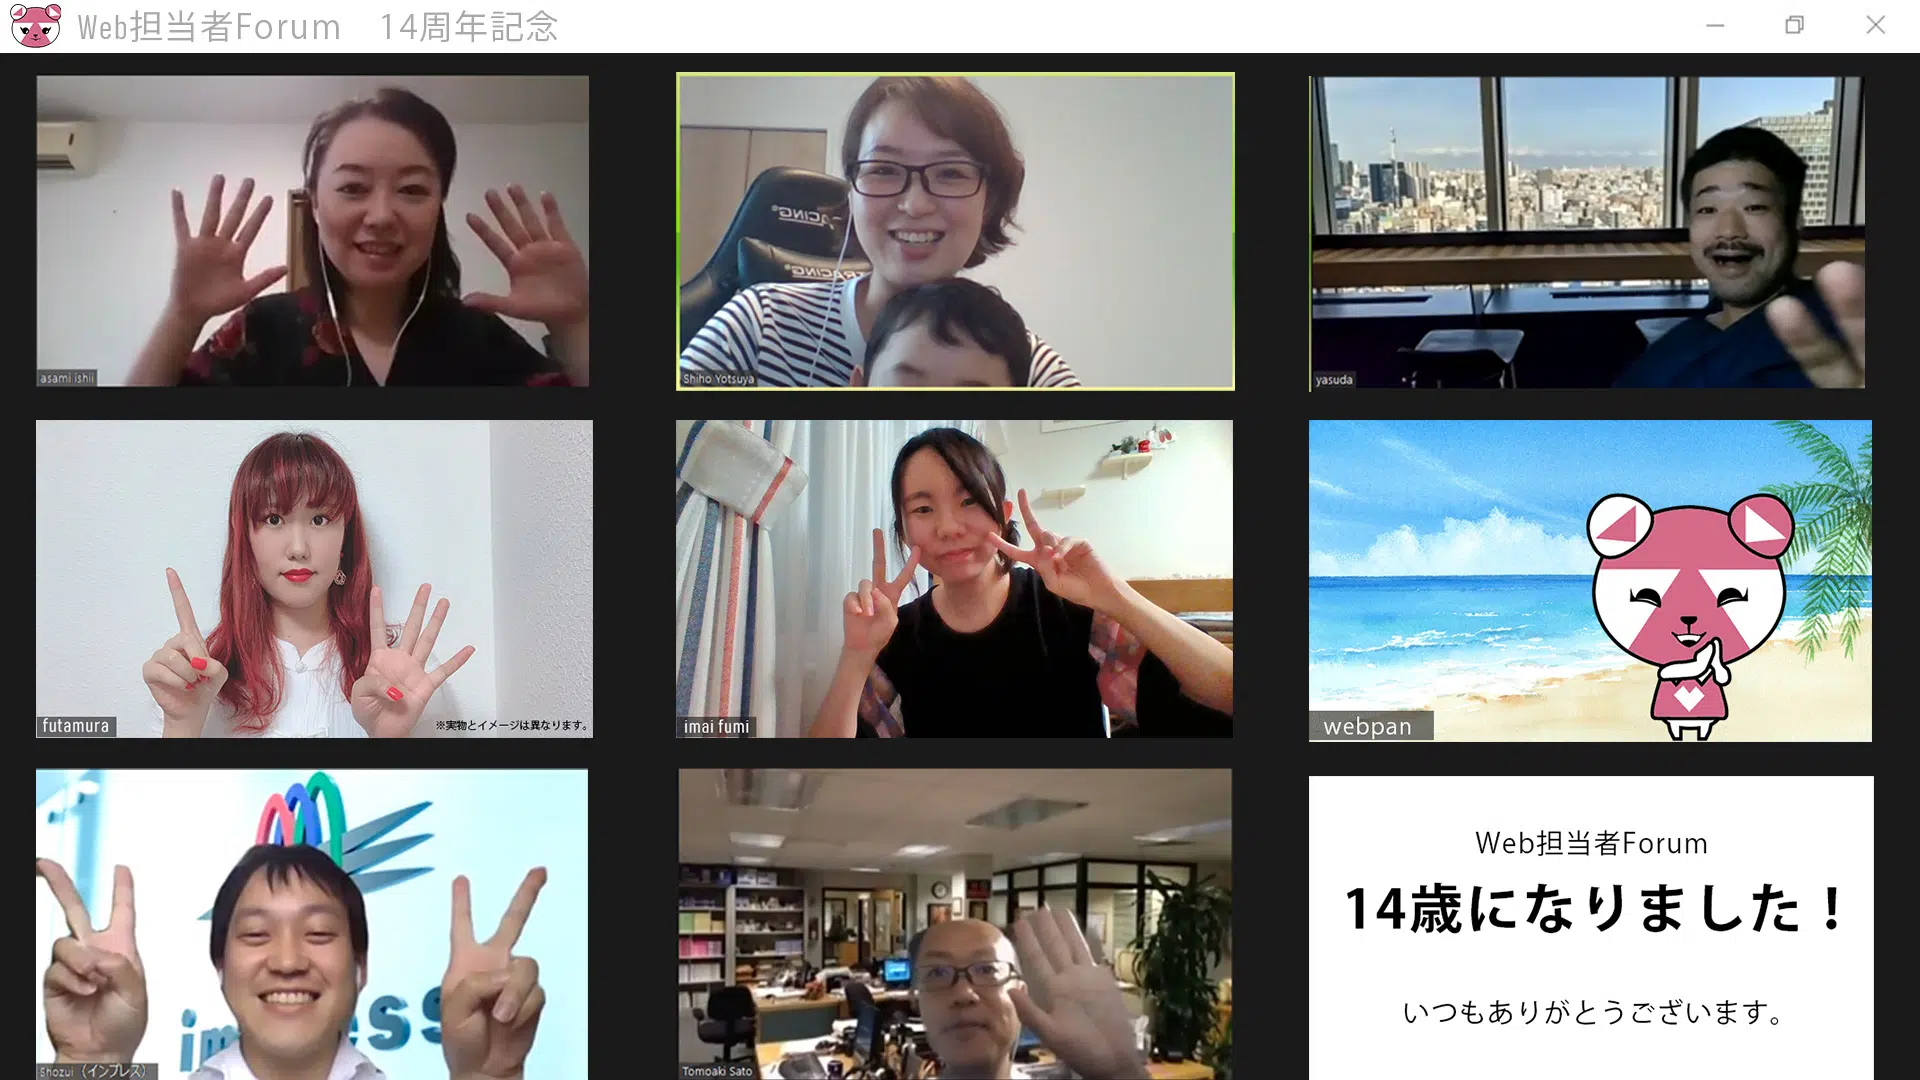 Web担当者Forum 14周年記念
asami ishii
Shiho Yotsuya
yasuda
futamura
※実物とイメージは異なります。
imai fumi
webpan
Shozui（インプレス）
Tomoaki Sato
Web担当者Forum
14歳になりました！
いつもありがとうございます。